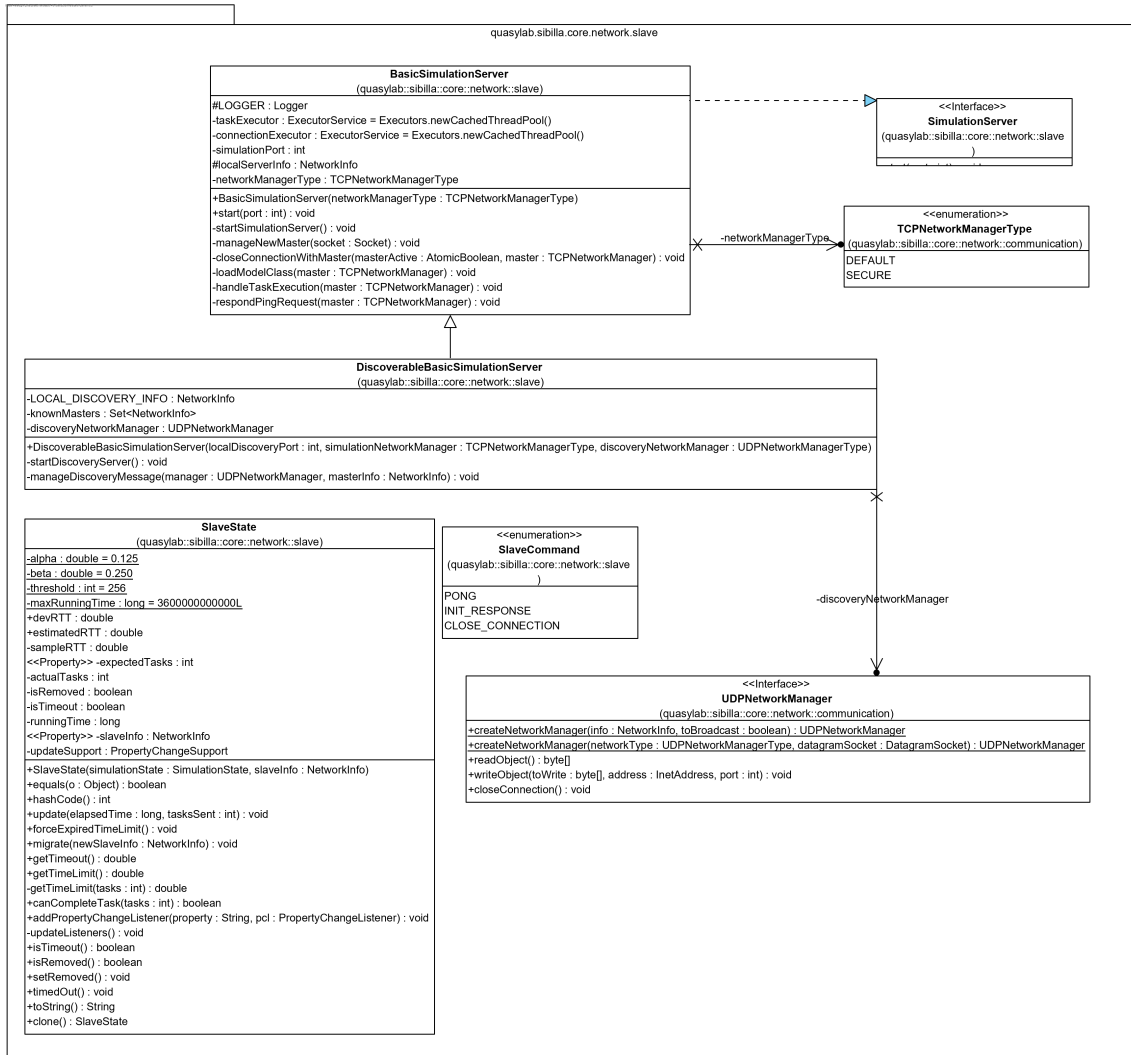 quasylab.sibilla.core.network.slave
BasicSimulationServer
(quasylab::sibilla::core::network::slave)
#LOGGER : Logger
-taskExecutor : ExecutorService = Executors.newCachedThreadPool()
-connectionExecutor : ExecutorService = Executors.newCachedThreadPool()
-simulationPort : int
#localServerInfo : NetworkInfo
-networkManagerType : TCPNetworkManagerType
+BasicSimulationServer(networkManagerType : TCPNetworkManagerType)
+start(port : int) : void
-startSimulationServer() : void
-manageNewMaster(socket : Socket) : void
-closeConnectionWithMaster(masterActive : AtomicBoolean, master : TCPNetworkManager) : void
-loadModelClass(master : TCPNetworkManager) : void
-handleTaskExecution(master : TCPNetworkManager) : void
-respondPingRequest(master : TCPNetworkManager) : void
<<Interface>>
SimulationServer
(quasylab::sibilla::core::network::slave
)
<<enumeration>>
TCPNetworkManagerType
(quasylab::sibilla::core::network::communication)
DEFAULT
SECURE
-networkManagerType
DiscoverableBasicSimulationServer
(quasylab::sibilla::core::network::slave)
-LOCAL_DISCOVERY_INFO : NetworkInfo
-knownMasters : Set<NetworkInfo>
-discoveryNetworkManager : UDPNetworkManager
+DiscoverableBasicSimulationServer(localDiscoveryPort : int, simulationNetworkManager : TCPNetworkManagerType, discoveryNetworkManager : UDPNetworkManagerType)
-startDiscoveryServer() : void
-manageDiscoveryMessage(manager : UDPNetworkManager, masterInfo : NetworkInfo) : void
SlaveState
(quasylab::sibilla::core::network::slave)
-alpha : double = 0.125
-beta : double = 0.250
-threshold : int = 256
-maxRunningTime : long = 3600000000000L
+devRTT : double
+estimatedRTT : double
-sampleRTT : double
<<Property>> -expectedTasks : int
-actualTasks : int
-isRemoved : boolean
-isTimeout : boolean
-runningTime : long
<<Property>> -slaveInfo : NetworkInfo
-updateSupport : PropertyChangeSupport
+SlaveState(simulationState : SimulationState, slaveInfo : NetworkInfo)
+equals(o : Object) : boolean
+hashCode() : int
+update(elapsedTime : long, tasksSent : int) : void
+forceExpiredTimeLimit() : void
+migrate(newSlaveInfo : NetworkInfo) : void
+getTimeout() : double
+getTimeLimit() : double
-getTimeLimit(tasks : int) : double
+canCompleteTask(tasks : int) : boolean
+addPropertyChangeListener(property : String, pcl : PropertyChangeListener) : void
-updateListeners() : void
+isTimeout() : boolean
+isRemoved() : boolean
+setRemoved() : void
+timedOut() : void
+toString() : String
+clone() : SlaveState
<<enumeration>>
SlaveCommand
(quasylab::sibilla::core::network::slave
)
PONG
INIT_RESPONSE
CLOSE_CONNECTION
-discoveryNetworkManager
<<Interface>>
UDPNetworkManager
(quasylab::sibilla::core::network::communication)
+createNetworkManager(info : NetworkInfo, toBroadcast : boolean) : UDPNetworkManager
+createNetworkManager(networkType : UDPNetworkManagerType, datagramSocket : DatagramSocket) : UDPNetworkManager
+readObject() : byte[]
+writeObject(toWrite : byte[], address : InetAddress, port : int) : void
+closeConnection() : void